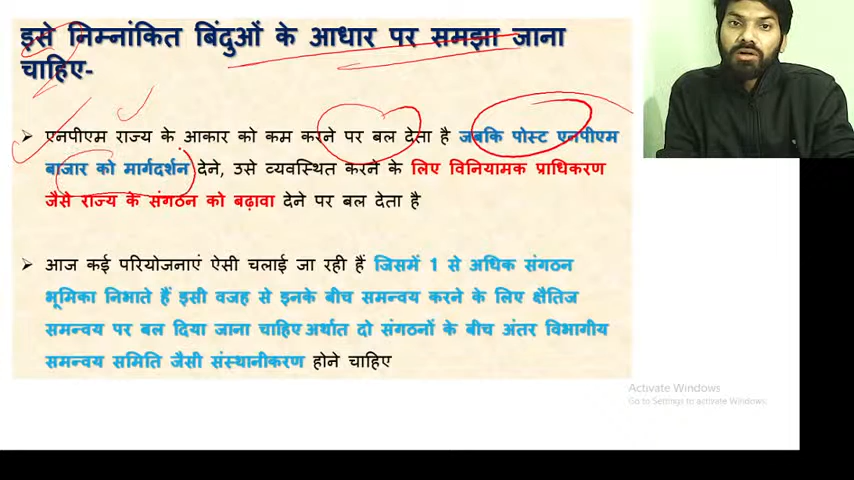 इसे निम्नांकित बिंदुओं के आधार पर समझा जाना
चाहिए-
➢ एनपीएम राज्य के आकार को कम करने पर बल देता है जबकि पोस्ट एनपीएम
बाजार को मार्गदर्शन देने, उसे व्यवस्थित करने के लिए विनियामक प्राधिकरण
जैसे राज्य के संगठन को बढ़ावा देने पर बल देता है
➢ आज कई परियोजनाएं ऐसी चलाई जा रही हैं जिसमें 1 से अधिक संगठन
भूमिका निभाते हैं इसी वजह से इनके बीच समन्वय करने के लिए क्षैतिज
समन्वय पर बल दिया जाना चाहिए अर्थात दो संगठनों के बीच अंतर विभागीय
समन्वय समिति जैसी संस्थानीकरण होने चाहिए
Activate Windows
Go to Settings to activate Windows.